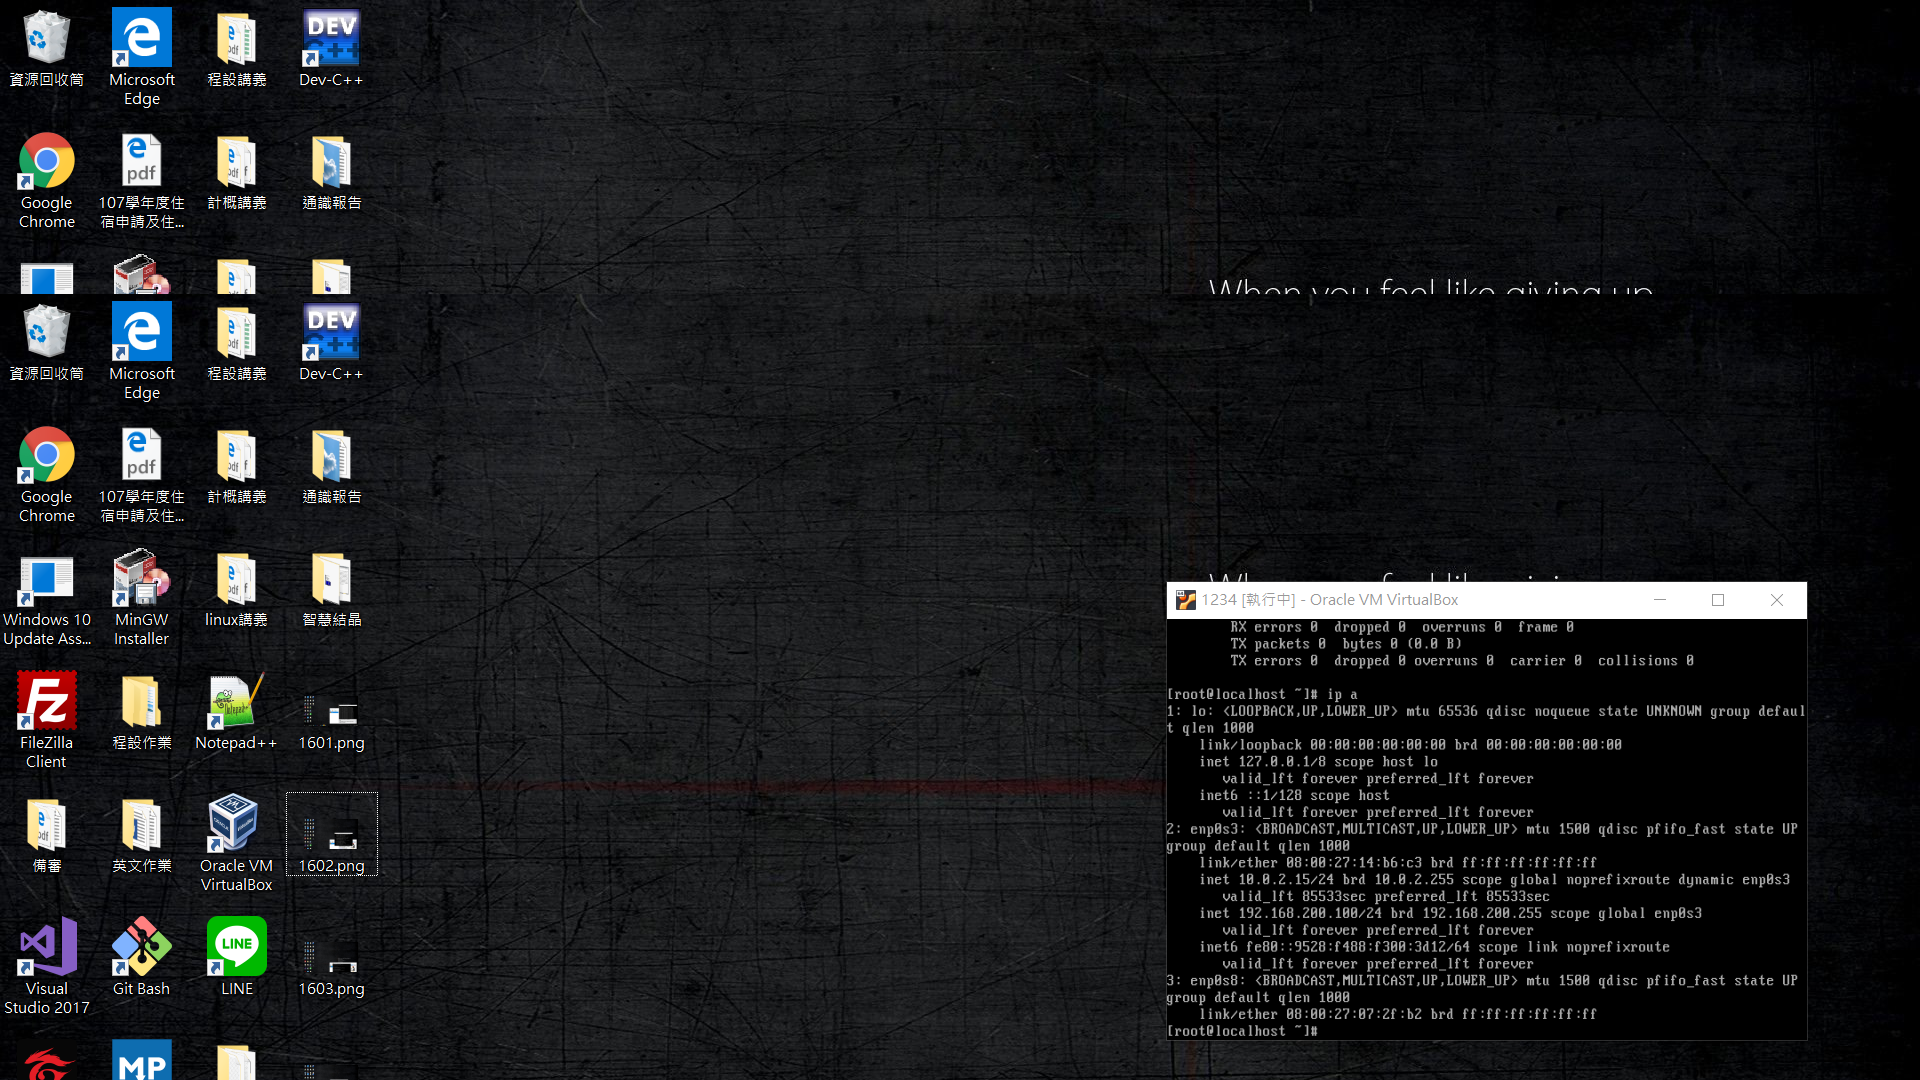 資源回收筒
Microsoft
Edge
程設講義
Dev-C++
Google
Chrome
107學年度住
宿申請及住...
計概講義
通識報告
When you feel like giving up
資源回收筒
Microsoft
Edge
程設講義
Dev-C++
Google
Chrome
107學年度住
宿申請及住...
計概講義
通識報告
Windows 10
Update Ass...
MinGW
Installer
linux講義
智慧結晶
FileZilla
Client
程設作業
Notepad++
1601.png
備審
英文作業
Oracle VM
VirtualBox
1602.png
Visual
Studio 2017
Git Bash
LINE
1603.png
1234 [執行中] - Oracle VM VirtualBox
RX errors 0  dropped 0  overruns 0  frame 0
TX packets 0  bytes 0 (0.0 B)
TX errors 0  dropped 0 overruns 0  carrier 0  collisions 0
[root@localhost ~]# ip a
1: lo: <LOOPBACK,UP,LOWER_UP> mtu 65536 qdisc noqueue state UNKNOWN group defaul
t qlen 1000
link/loopback 00:00:00:00:00:00 brd 00:00:00:00:00:00
inet 127.0.0.1/8 scope host lo
valid_lft forever preferred_lft forever
inet6 ::1/128 scope host
valid_lft forever preferred_lft forever
2: enp0s3: <BROADCAST,MULTICAST,UP,LOWER_UP> mtu 1500 qdisc pfifo_fast state UP
group default qlen 1000
link/ether 08:00:27:14:b6:c3 brd ff:ff:ff:ff:ff:ff
inet 10.0.2.15/24 brd 10.0.2.255 scope global noprefixroute dynamic enp0s3
valid_lft 85533sec preferred_lft 85533sec
inet 192.168.200.100/24 brd 192.168.200.255 scope global enp0s3
valid_lft forever preferred_lft forever
inet6 fe80::9528:f488:f300:3d12/64 scope link noprefixroute
valid_lft forever preferred_lft forever
3: enp0s8: <BROADCAST,MULTICAST,UP,LOWER_UP> mtu 1500 qdisc pfifo_fast state UP
group default qlen 1000
link/ether 08:00:27:07:2f:b2 brd ff:ff:ff:ff:ff:ff
[root@localhost ~]#